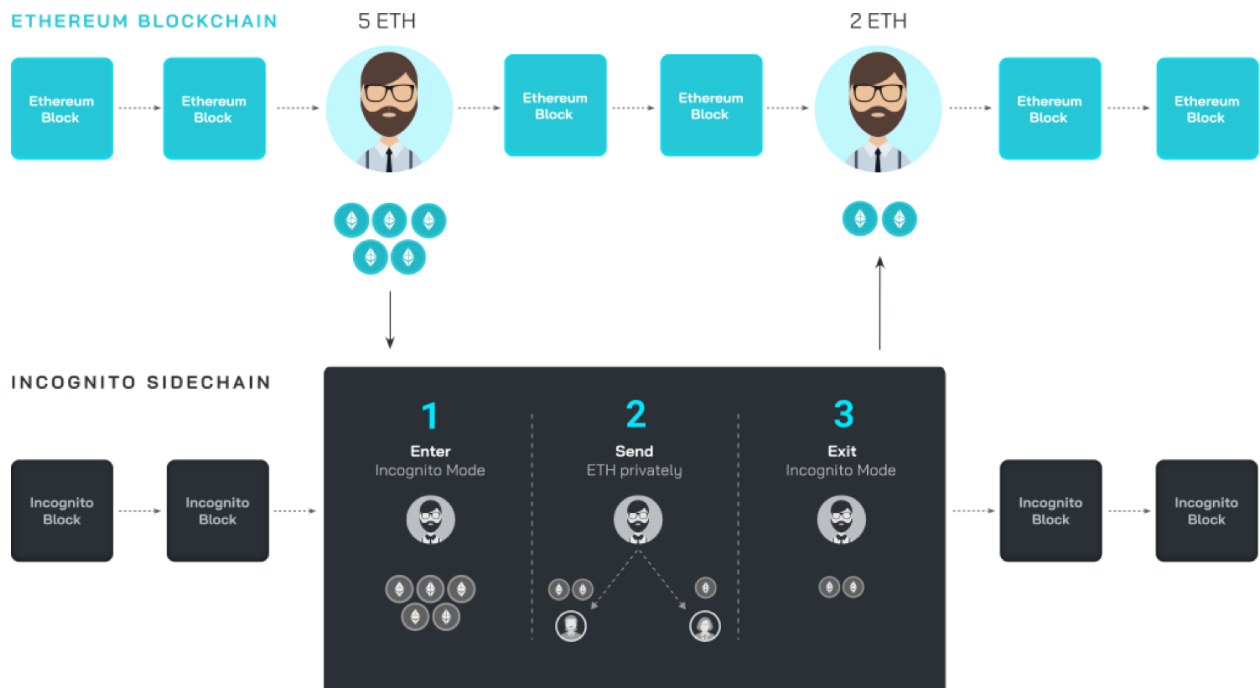 ETHEREUM BLOCKCHAIN
5 ETH
2 ETH
Ethereum
Block
Ethereum
Block
Ethereum
Block
Ethereum
Block
Ethereum
Block
Ethereum
Block
INCOGNITO SIDECHAIN
1
Enter
Incognito Mode
2
Send
ETH privately
3
Exit
Incognito Mode
Incognito
Block
Incognito
Block
Incognito
Block
Incognito
Block